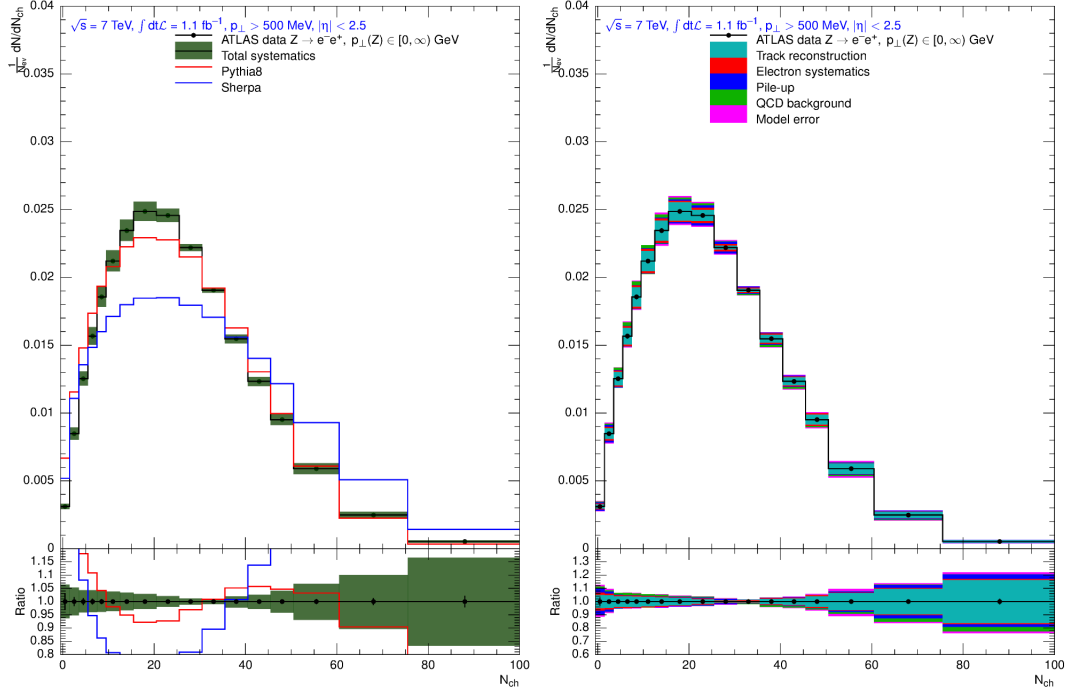 √s = 7 TeV, ∫ dtℒ = 1.1 fb⁻¹, p⊥ > 500 MeV, |η| < 2.5
ATLAS data Z → e⁻e⁺, p⊥(Z) ∈ [0, ∞) GeV
Total systematics
Pythia8
Sherpa
1/N_ev dN/dN_ch
0.04
0.035
0.03
0.025
0.02
0.015
0.01
0.005
0
Ratio
1.15
1.1
1.05
1.0
0.95
0.9
0.85
0.8
0 20 40 60 80 100
N_ch
√s = 7 TeV, ∫ dtℒ = 1.1 fb⁻¹, p⊥ > 500 MeV, |η| < 2.5
ATLAS data Z → e⁻e⁺, p⊥(Z) ∈ [0, ∞) GeV
Track reconstruction
Electron systematics
Pile-up
QCD background
Model error
1/N_ev dN/dN_ch
0.04
0.035
0.03
0.025
0.02
0.015
0.01
0.005
0
Ratio
1.3
1.2
1.1
1.0
0.9
0.8
0.7
0.6
0 20 40 60 80 100
N_ch